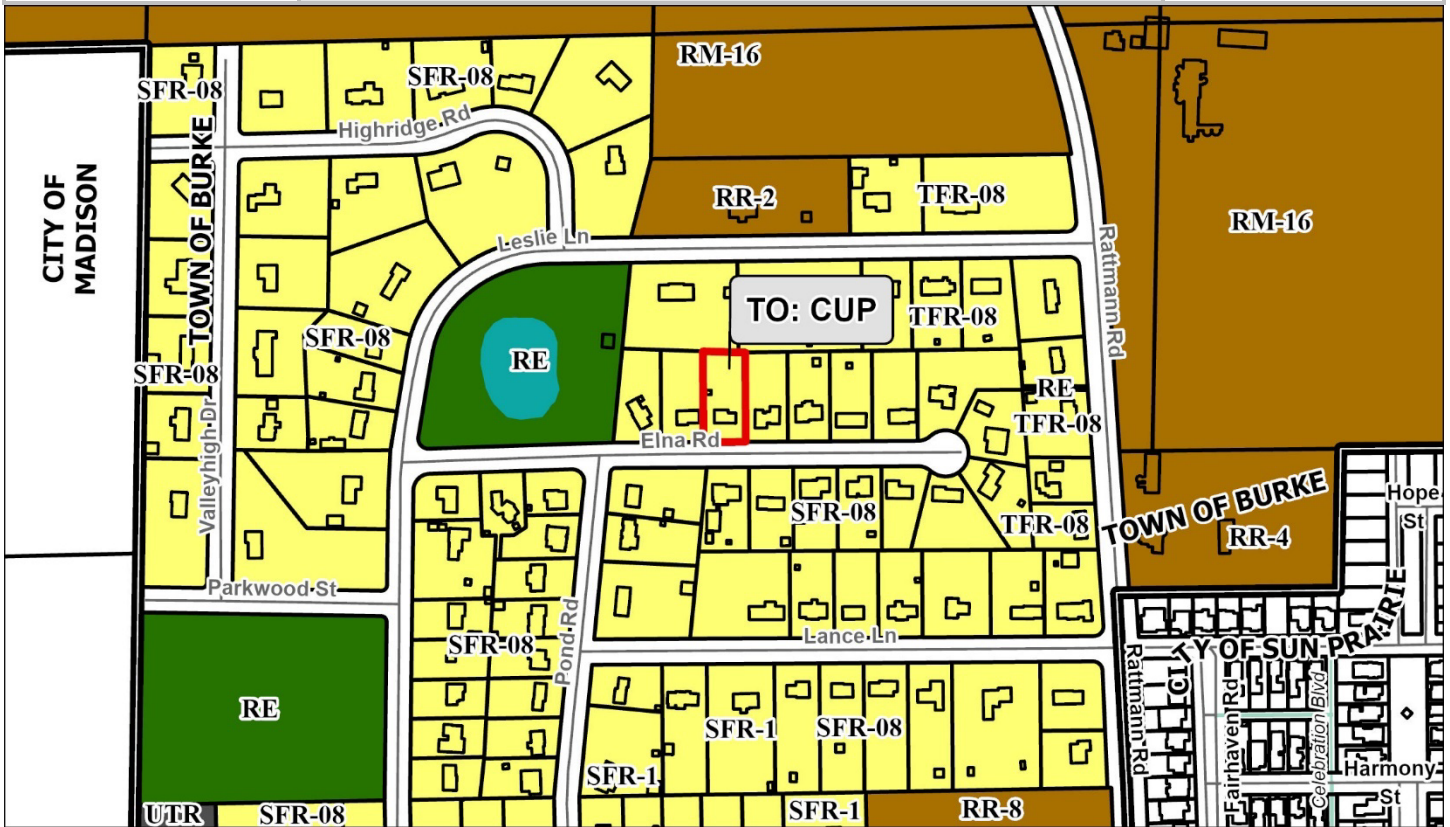 RM-16
SFR-08
SFR-08
Highridge Rd
TOWN OF BURKE
CITY OF
MADISON
RR-2
TFR-08
RM-16
Leslie Ln
Rattmann Rd
TO: CUP
TFR-08
SFR-08
RE
SFR-08
Valleyhigh Dr
RE
TFR-08
Elna Rd
SFR-08
TFR-08
TOWN OF BURKE
Hope
St
RR-4
Parkwood St
Pond Rd
SFR-08
Lance Ln
CITY OF SUN PRAIRIE
RE
SFR-1
SFR-08
Rattmann Rd
Fairhaven Rd
Celebration Blvd
SFR-1
Harmony
St
UTR
SFR-08
SFR-1
RR-8